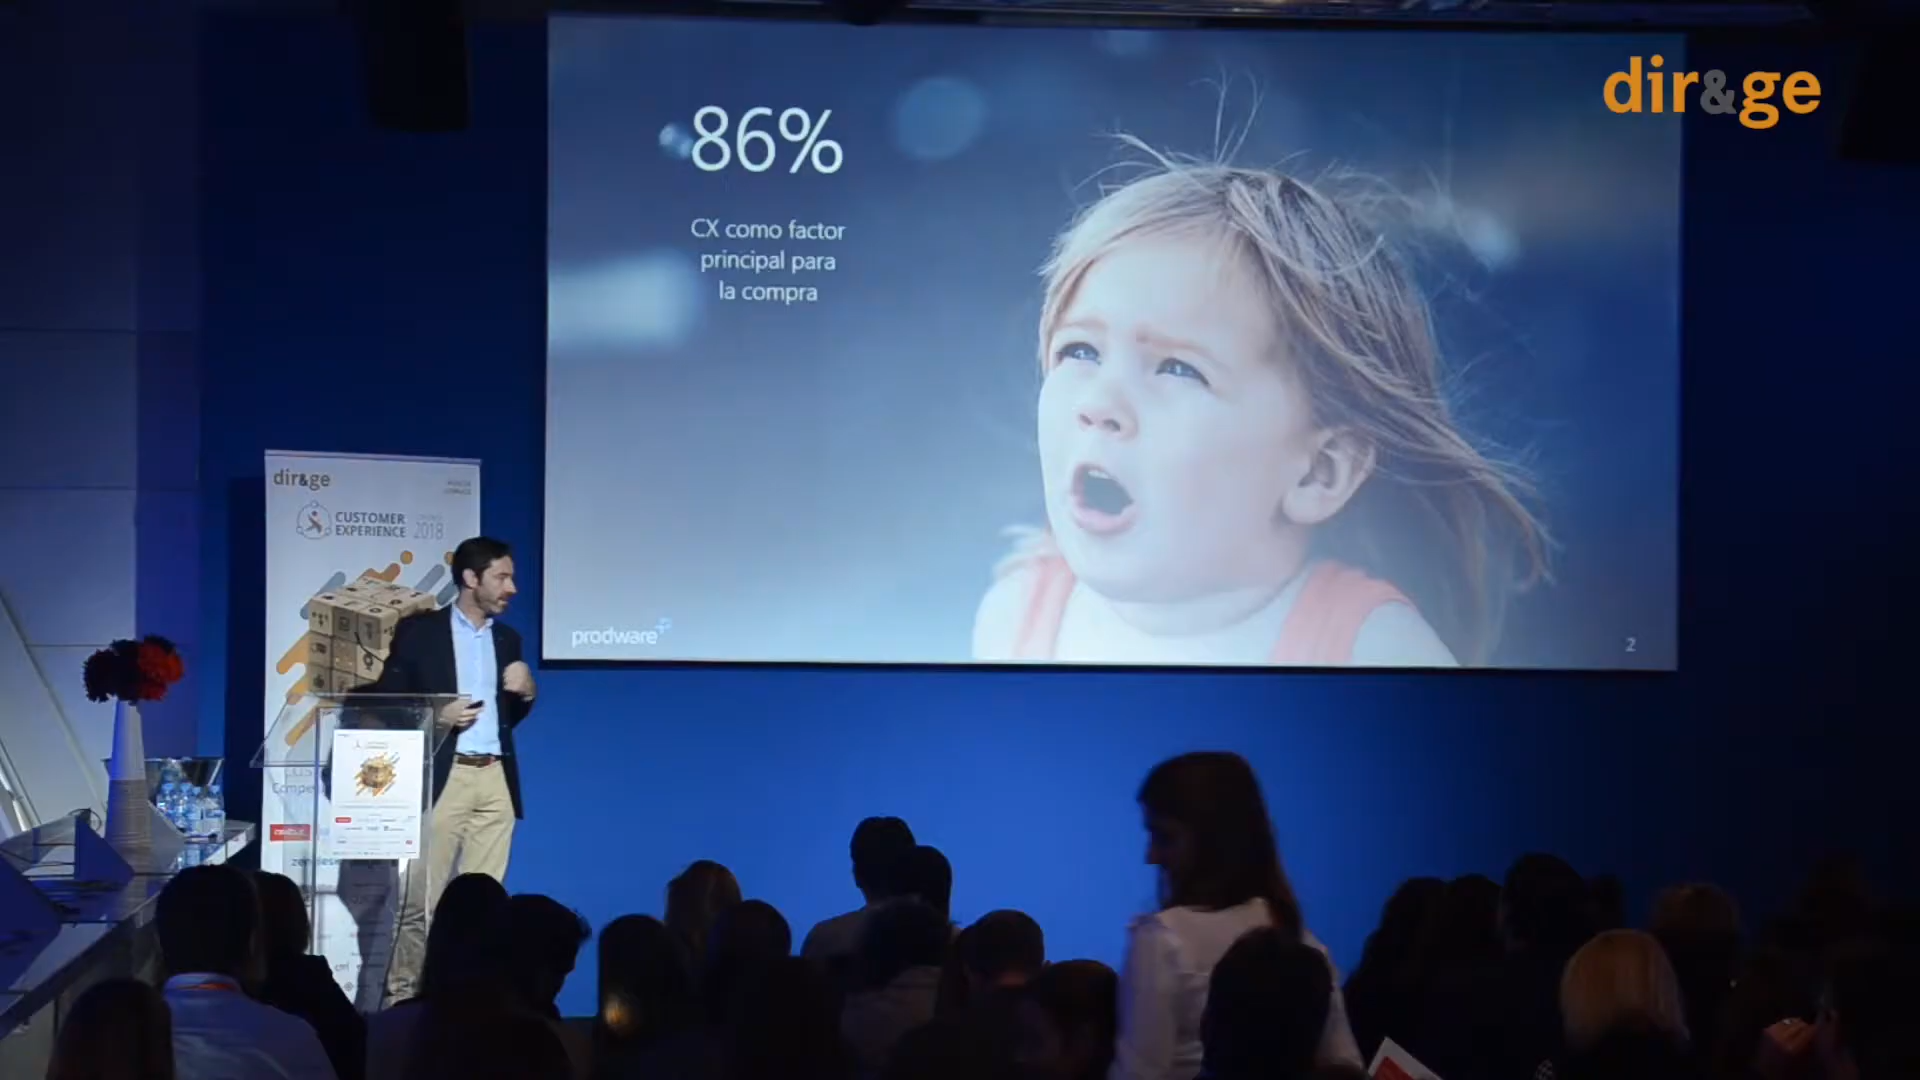 dir&ge
86%
CX como factor
principal para
la compra
prodware
2
dir&ge
CUSTOMER
EXPERIENCE
2018